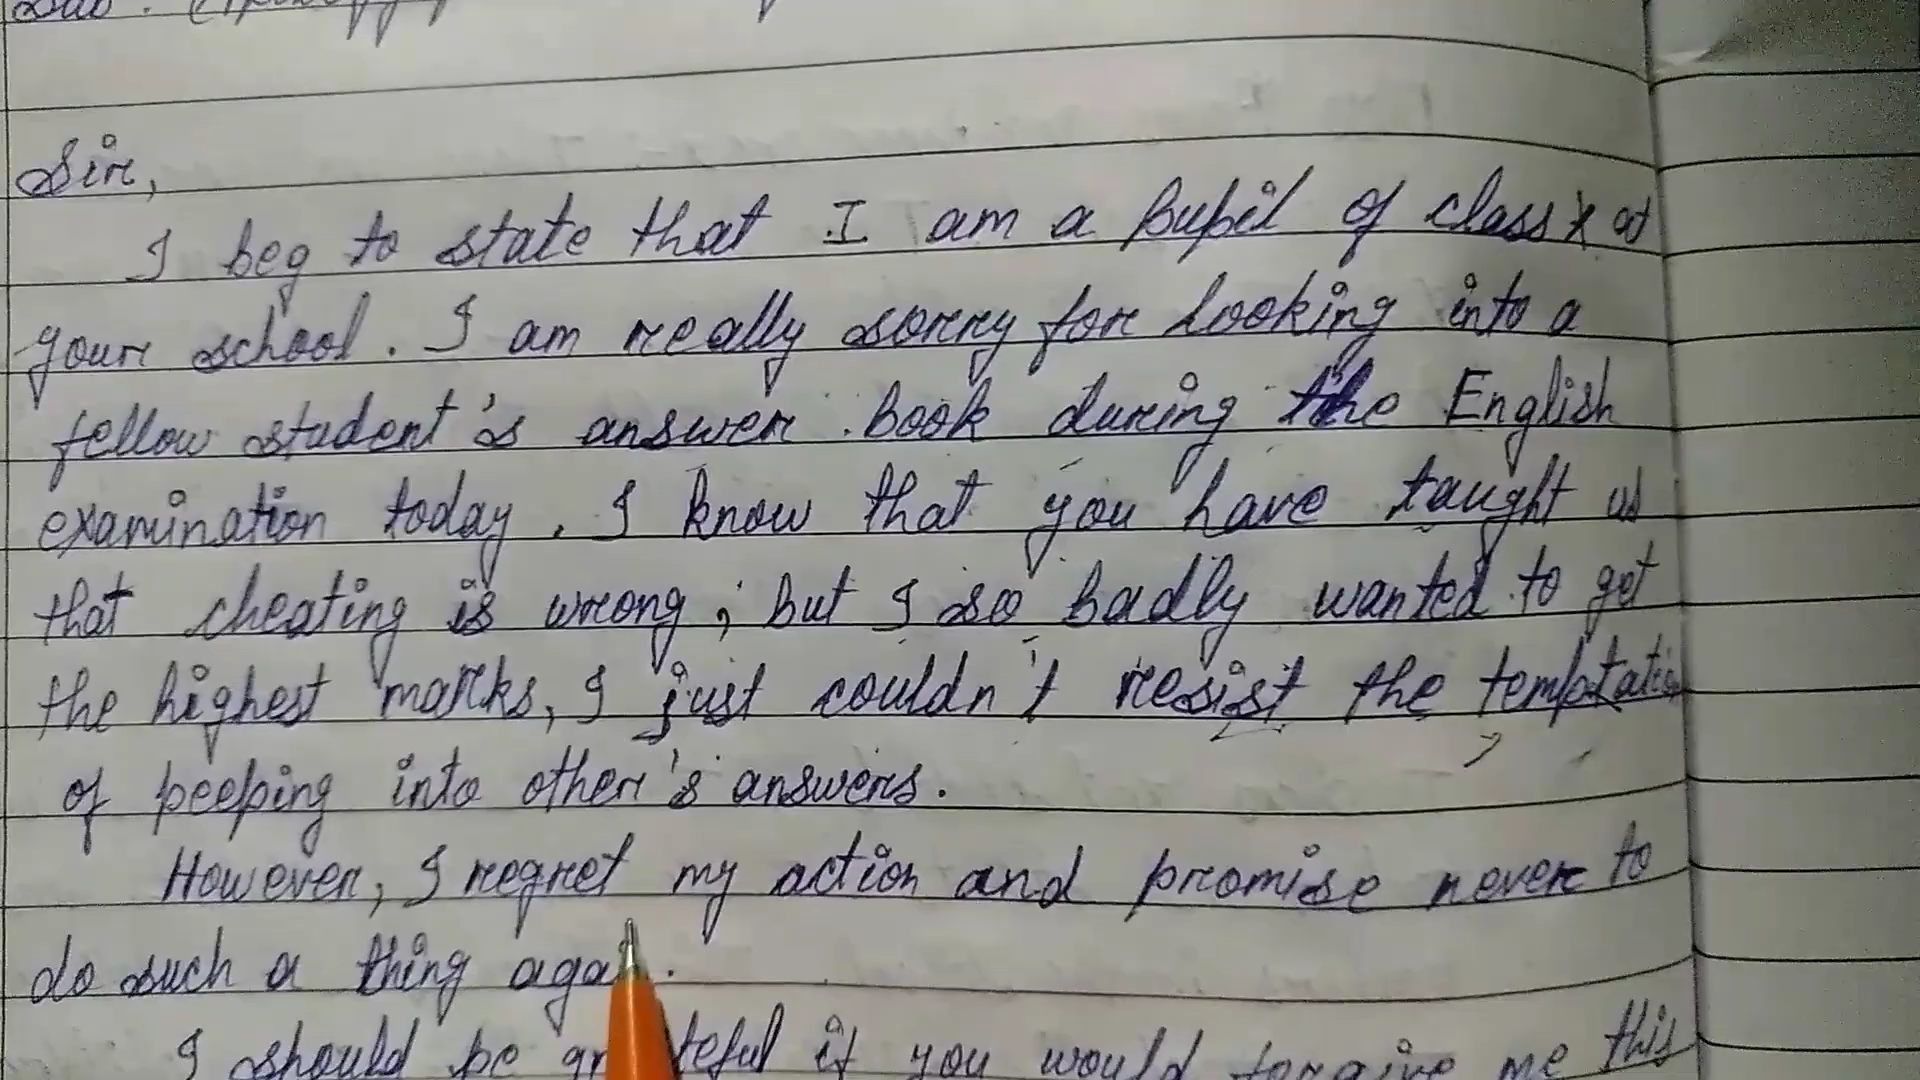 Sub:
Sir,
I beg to state that I am a pupil of class X at
your school. I am really sorry for looking into a
fellow student's answer book during the English
examination today. I know that you have taught us
that cheating is wrong, but I so badly wanted to get
the highest marks, I just couldn't resist the temptation
of peeping into other's answers.
However, I regret my action and promise never to
do such a thing again.
I should be grateful if you would forgive me this